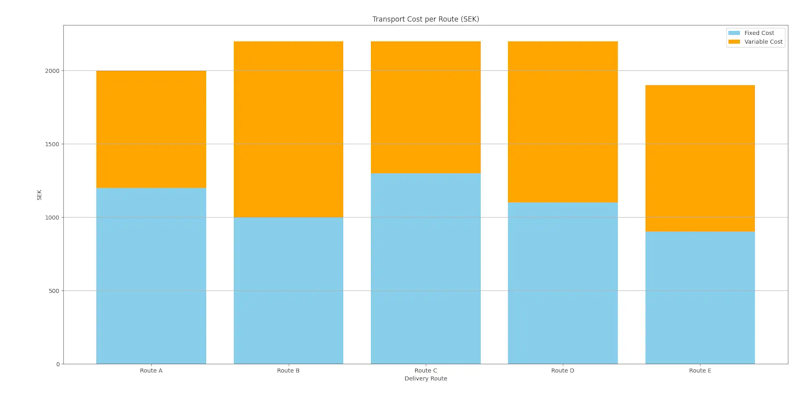 Transport Cost per Route (SEK)
Fixed Cost
Variable Cost
2000
1500
1000
500
0
SEK
Route A
Route B
Route C
Route D
Route E
Delivery Route